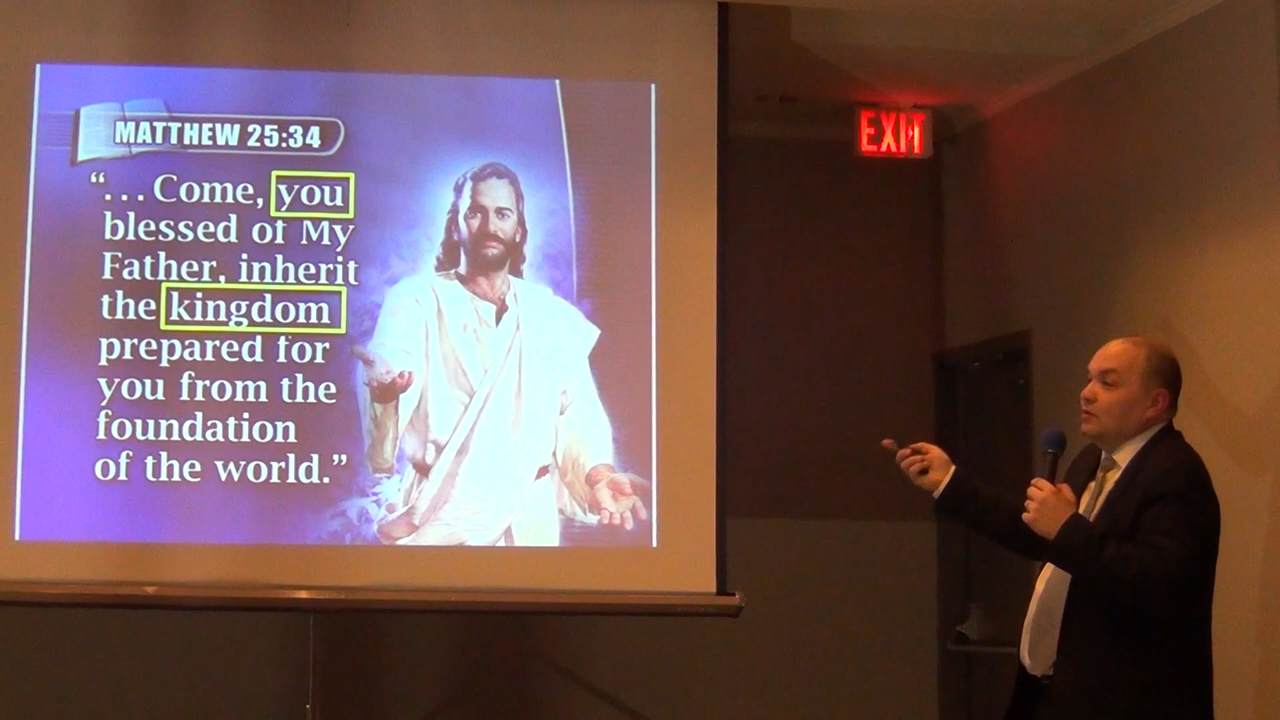 MATTHEW 25:34
“...Come, you
blessed of My
Father, inherit
the kingdom
prepared for
you from the
foundation
of the world.”
EXIT